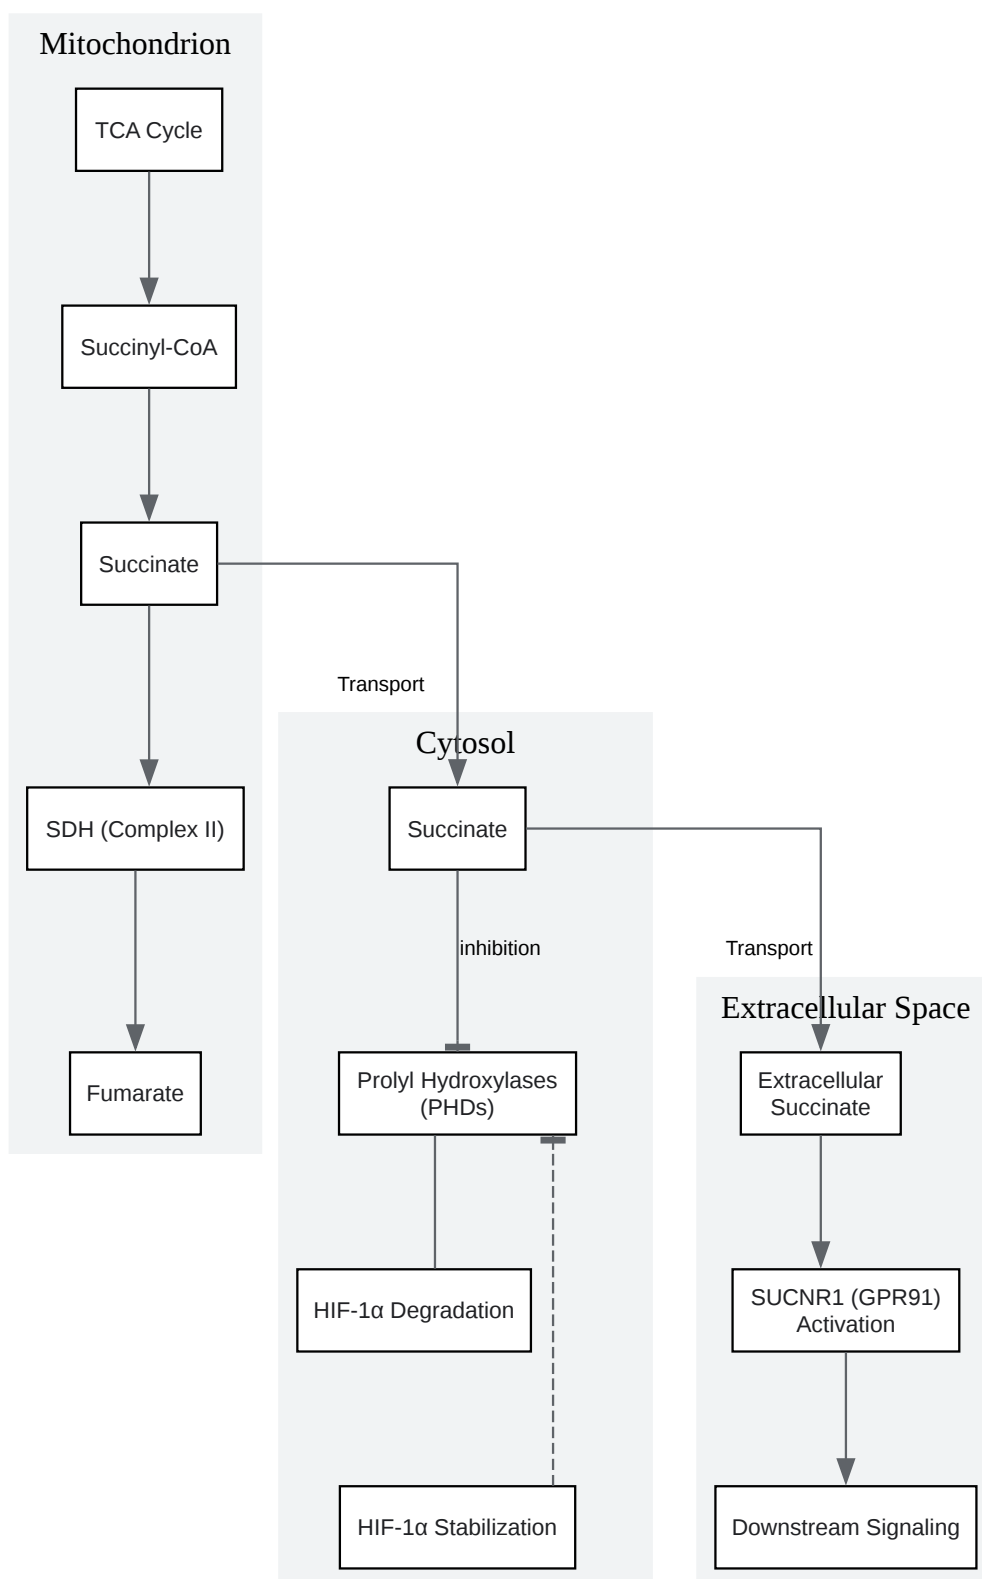 Mitochondrion
TCA Cycle
Succinyl-CoA
Succinate
Transport
Cytosol
SDH (Complex II)
Succinate
inhibition
Transport
Extracellular Space
Fumarate
Prolyl Hydroxylases
(PHDs)
Extracellular
Succinate
HIF-1α Degradation
SUCNR1 (GPR91)
Activation
HIF-1α Stabilization
Downstream Signaling